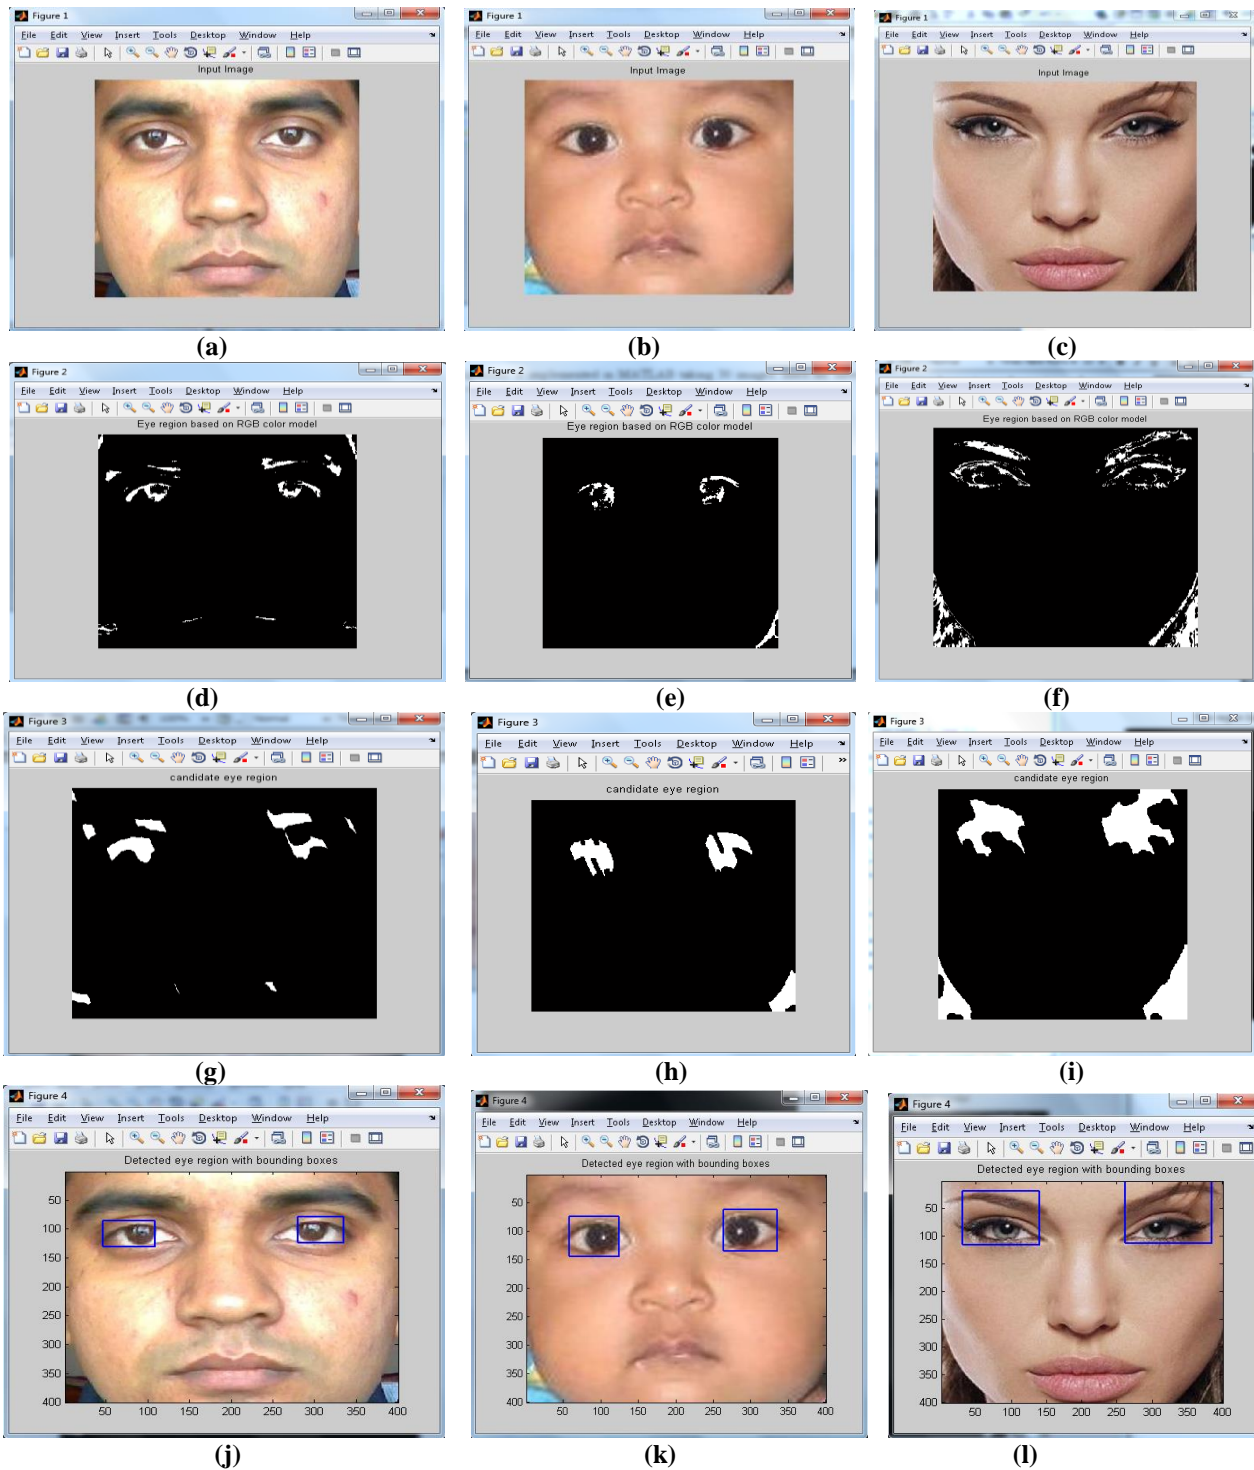 Figure 1
File Edit View Insert Tools Desktop Window Help
Input Image
(a)
Figure 1
File Edit View Insert Tools Desktop Window Help
Input Image
(b)
Figure 1
File Edit View Insert Tools Desktop Window Help
Input Image
(c)
Figure 2
File Edit View Insert Tools Desktop Window Help
Eye region based on RGB color model
(d)
Figure 2
File Edit View Insert Tools Desktop Window Help
Eye region based on RGB color model
(e)
Figure 2
File Edit View Insert Tools Desktop Window Help
Eye region based on RGB color model
(f)
Figure 3
File Edit View Insert Tools Desktop Window Help
candidate eye region
(g)
Figure 3
File Edit View Insert Tools Desktop Window Help
candidate eye region
(h)
Figure 3
File Edit View Insert Tools Desktop Window Help
candidate eye region
(i)
Figure 4
File Edit View Insert Tools Desktop Window Help
Detected eye region with bounding boxes
50
100
150
200
250
300
350
400
50 100 150 200 250 300 350 400
(j)
Figure 4
File Edit View Insert Tools Desktop Window Help
Detected eye region with bounding boxes
50
100
150
200
250
300
350
400
50 100 150 200 250 300 350 400
(k)
Figure 4
File Edit View Insert Tools Desktop Window Help
Detected eye region with bounding boxes
50
100
150
200
250
300
350
400
50 100 150 200 250 300 350 400
(l)